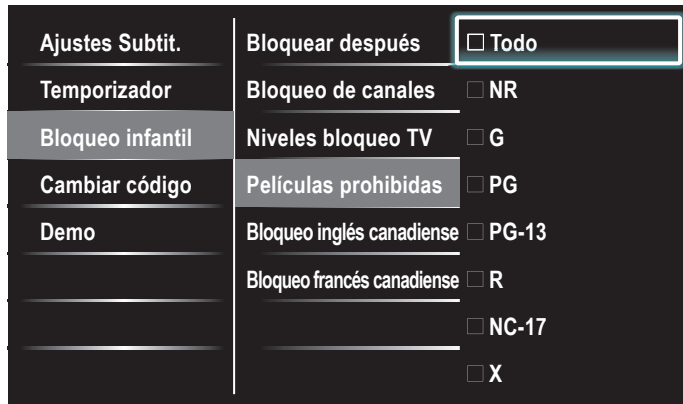 Ajustes Subtit.
Temporizador
Bloqueo infantil
Cambiar código
Demo
Bloquear después
Bloqueo de canales
Niveles bloqueo TV
Películas prohibidas
Bloqueo inglés canadiense
Bloqueo francés canadiense
Todo
NR
G
PG
PG-13
R
NC-17
X